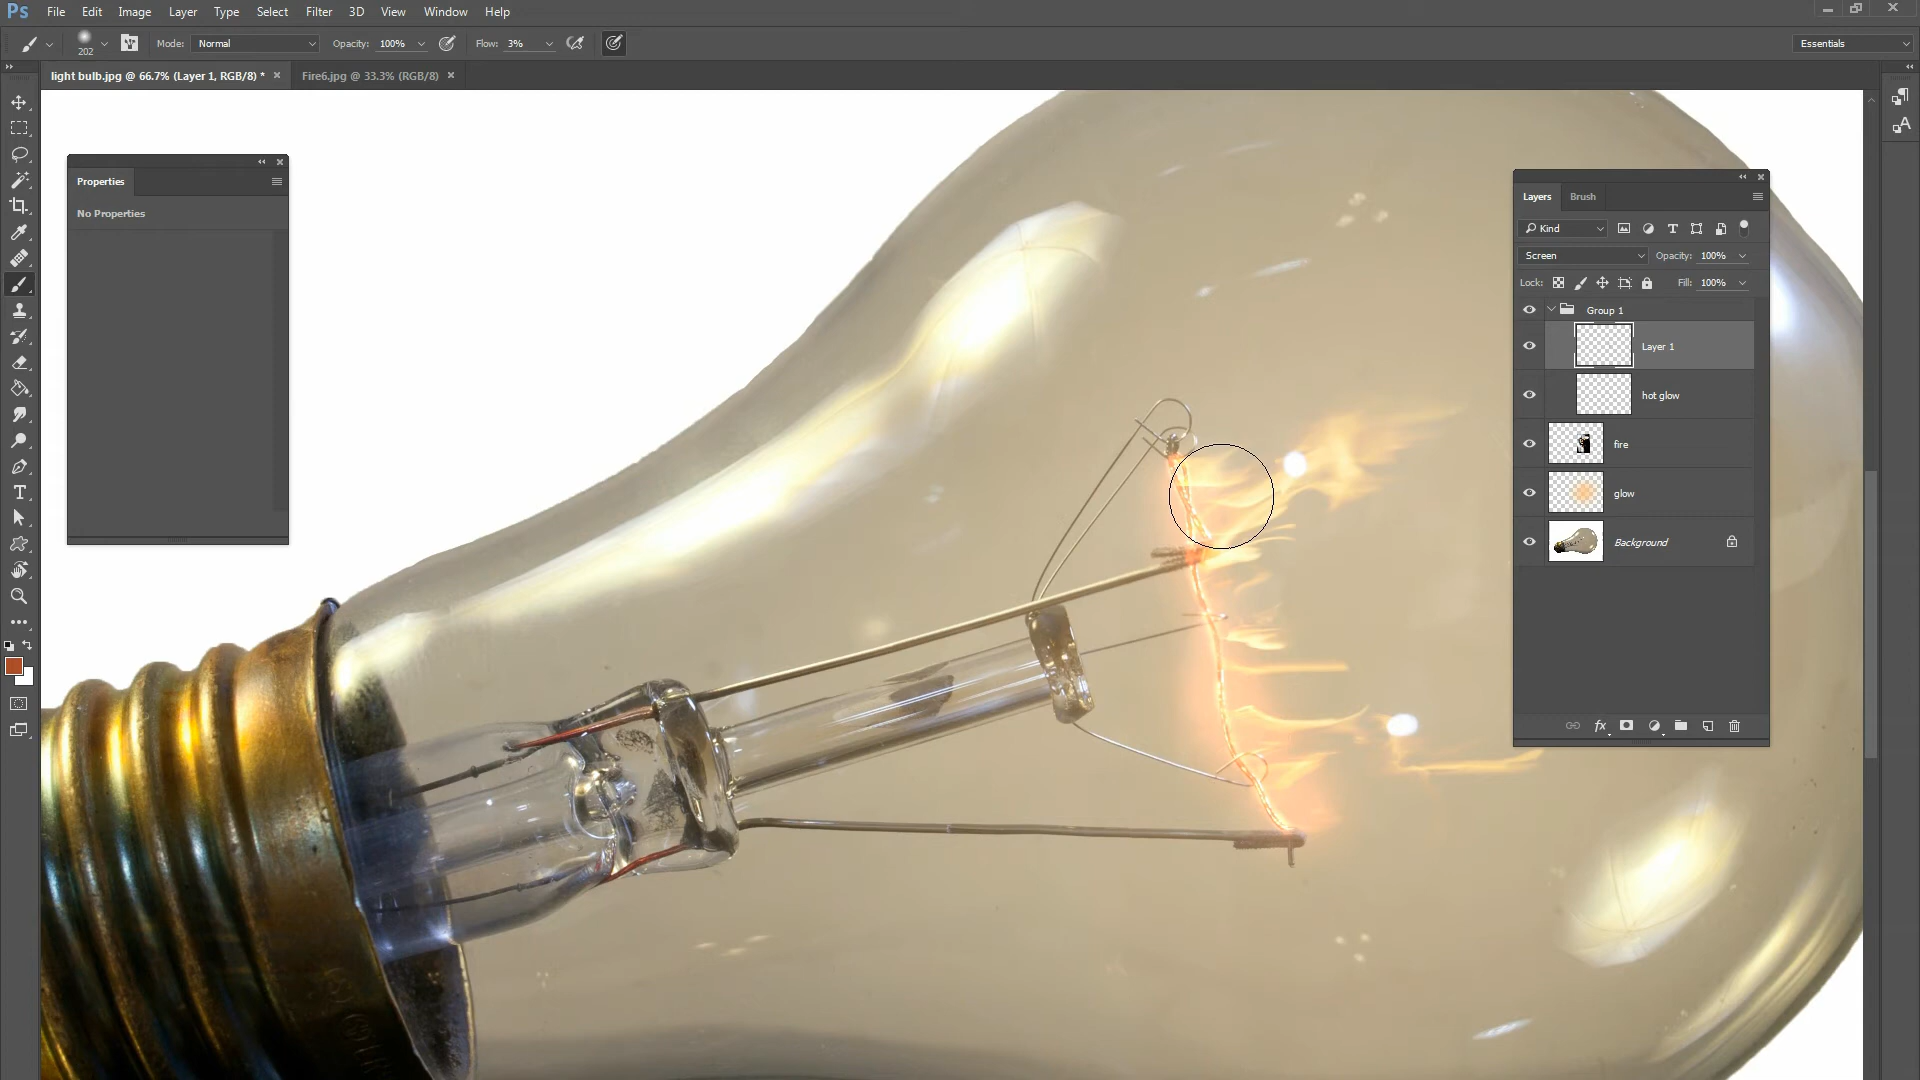 Ps File Edit Image Layer Type Select Filter 3D View Window Help
202 Mode: Normal Opacity: 100% Flow: 3% Essentials
light bulb.jpg @ 66.7% (Layer 1, RGB/8) * Fire6.jpg @ 33.3% (RGB/8)
Properties
No Properties
Layers Brush
Kind
Screen Opacity: 100%
Lock: Fill: 100%
Group 1
Layer 1
hot glow
fire
glow
Background